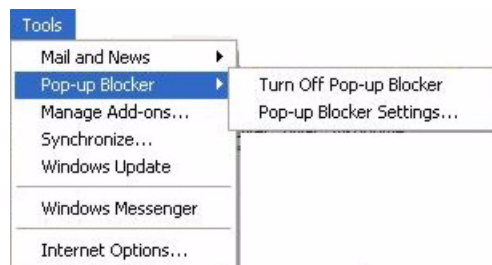 Tools
Mail and News
Pop-up Blocker
Turn Off Pop-up Blocker
Manage Add-ons...
Pop-up Blocker Settings...
Synchronize...
Windows Update
Windows Messenger
Internet Options...